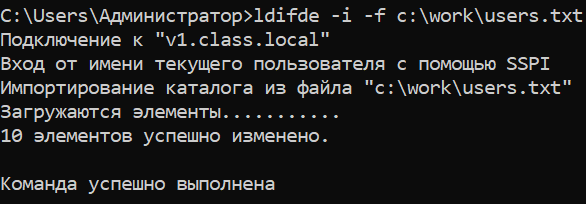 C:\Users\Администратор>ldifde -i -f c:\work\users.txt
Подключение к "v1.class.local"
Вход от имени текущего пользователя с помощью SSPI
Импортирование каталога из файла "c:\work\users.txt"
Загружаются элементы...........
10 элементов успешно изменено.
Команда успешно выполнена